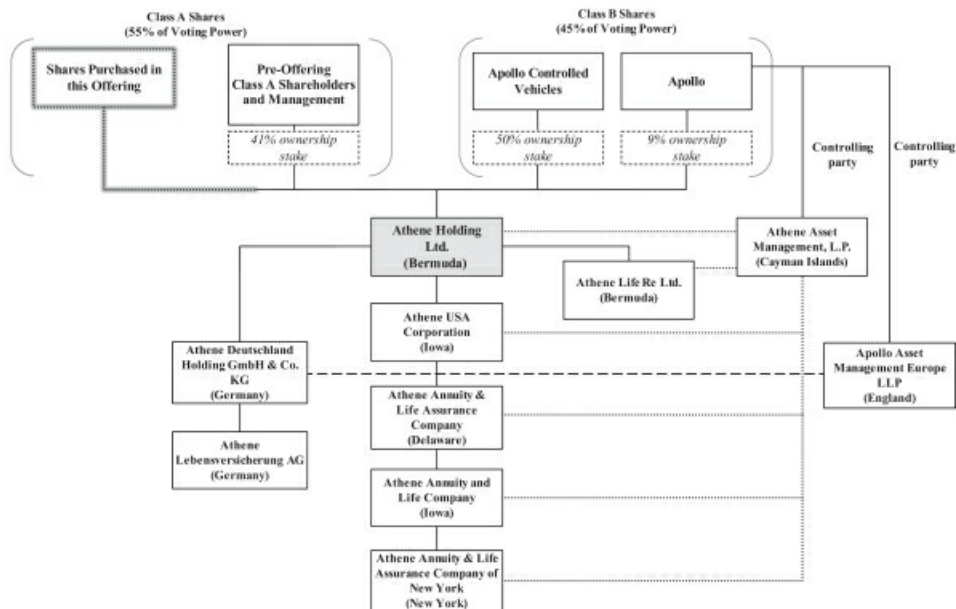 Class A Shares
(55% of Voting Power)
Class B Shares
(45% of Voting Power)
Shares Purchased in
this Offering
Pre-Offering
Class A Shareholders
and Management
Apollo Controlled
Vehicles
Apollo
41% ownership
stake
50% ownership
stake
9% ownership
stake
Controlling
party
Controlling
party
Athene Holding
Ltd.
(Bermuda)
Athene Asset
Management, L.P.
(Cayman Islands)
Athene Life Re Ltd.
(Bermuda)
Athene USA
Corporation
(Iowa)
Athene Deutschland
Holding GmbH & Co.
KG
(Germany)
Apollo Asset
Management Europe
LLP
(England)
Athene Annuity &
Life Assurance
Company
(Delaware)
Athene
Lebensversicherung AG
(Germany)
Athene Annuity and
Life Company
(Iowa)
Athene Annuity & Life
Assurance Company of
New York
(New York)